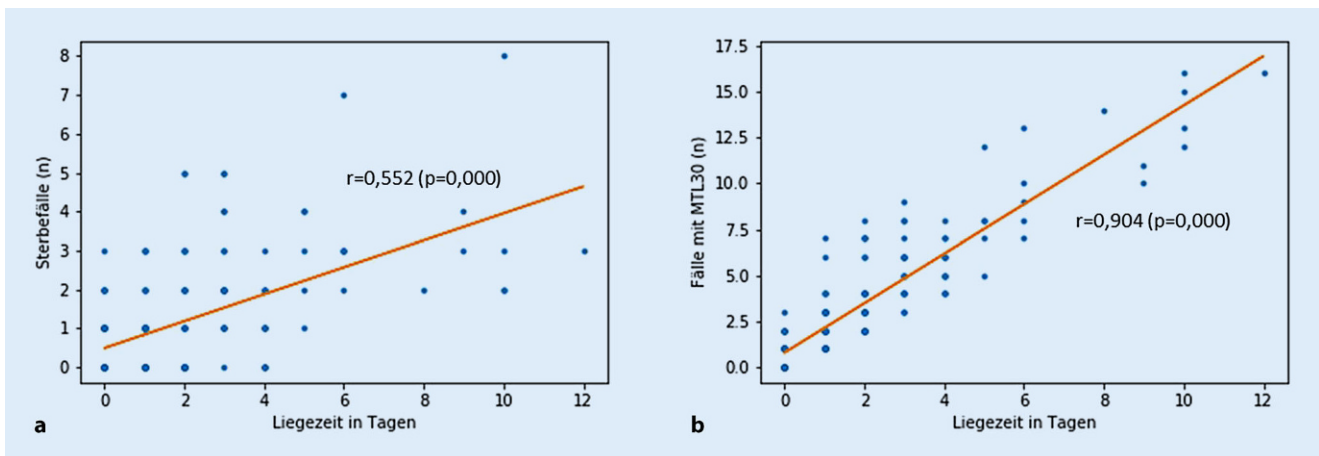 8
7
6
5
4
3
2
1
0
Sterbefälle (n)
r=0,552 (p=0,000)
0 2 4 6 8 10 12
Liegezeit in Tagen
a
17.5
15.0
12.5
10.0
7.5
5.0
2.5
0.0
Fälle mit MTL30 (n)
r=0,904 (p=0,000)
0 2 4 6 8 10 12
Liegezeit in Tagen
b